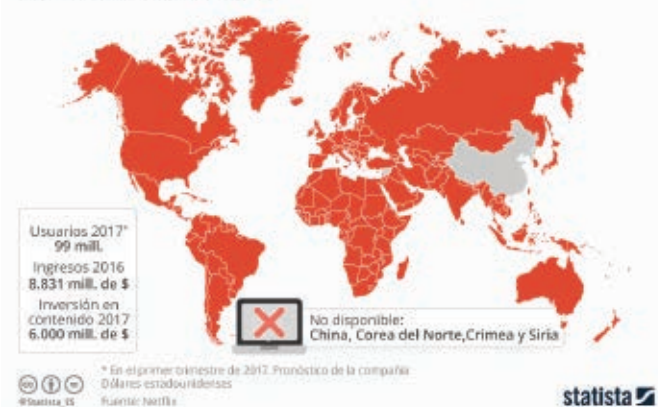 Usuarios 2017*
99 mill.
Ingresos 2016
8.831 mill. de $
Inversión en
contenido 2017
6.000 mill. de $
No disponible:
China, Corea del Norte,Crimea y Siria
* En el primer trimestre de 2017. Pronóstico de la compañía
Dólares estadounidenses
@Statista_ES
Fuente: Netflix
statista